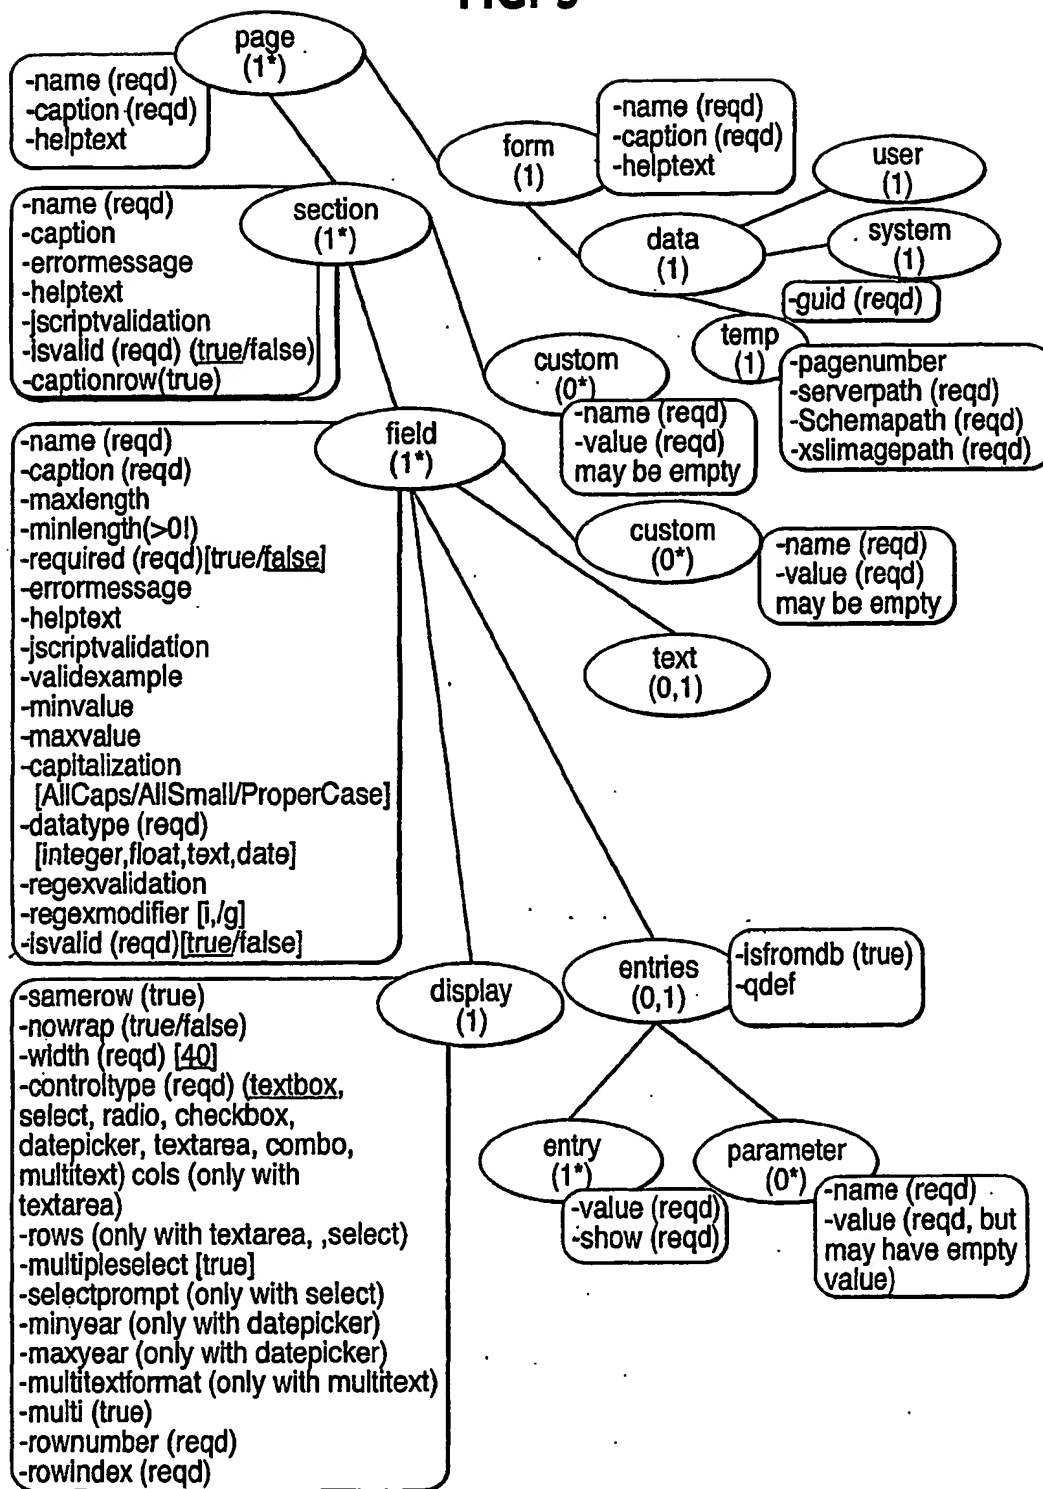 page
(1*)
-name (reqd)
-caption (reqd)
-helptext
form
(1)
-name (reqd)
-caption (reqd)
-helptext
user
(1)
data
(1)
system
(1)
-guid (reqd)
temp
(1)
-pagenumber
-serverpath (reqd)
-Schemapath (reqd)
-xslimagepath (reqd)
section
(1*)
-name (reqd)
-caption
-errormessage
-helptext
-jscriptvalidation
-isvalid (reqd) (true/false)
-captionrow(true)
custom
(0*)
-name (reqd)
-value (reqd)
may be empty
field
(1*)
-name (reqd)
-caption (reqd)
-maxlength
-minlength(>0!)
-required (reqd)[true/false]
-errormessage
-helptext
-jscriptvalidation
-validexample
-minvalue
-maxvalue
-capitalization
[AllCaps/AllSmall/ProperCase]
-datatype (reqd)
[integer,float,text,date]
-regexvalidation
-regexmodifier [i,/g]
-isvalid (reqd)[true/false]
custom
(0*)
-name (reqd)
-value (reqd)
may be empty
text
(0,1)
display
(1)
-samerow (true)
-nowrap (true/false)
-width (reqd) [40]
-controltype (reqd) (textbox,
select, radio, checkbox,
datepicker, textarea, combo,
multitext) cols (only with
textarea)
-rows (only with textarea, ,select)
-multipleselect [true]
-selectprompt (only with select)
-minyear (only with datepicker)
-maxyear (only with datepicker)
-multitextformat (only with multitext)
-multi (true)
-rownumber (reqd)
-rowindex (reqd)
entries
(0,1)
-isfromdb (true)
-qdef
entry
(1*)
-value (reqd)
-show (reqd)
parameter
(0*)
-name (reqd)
-value (reqd, but
may have empty
value)